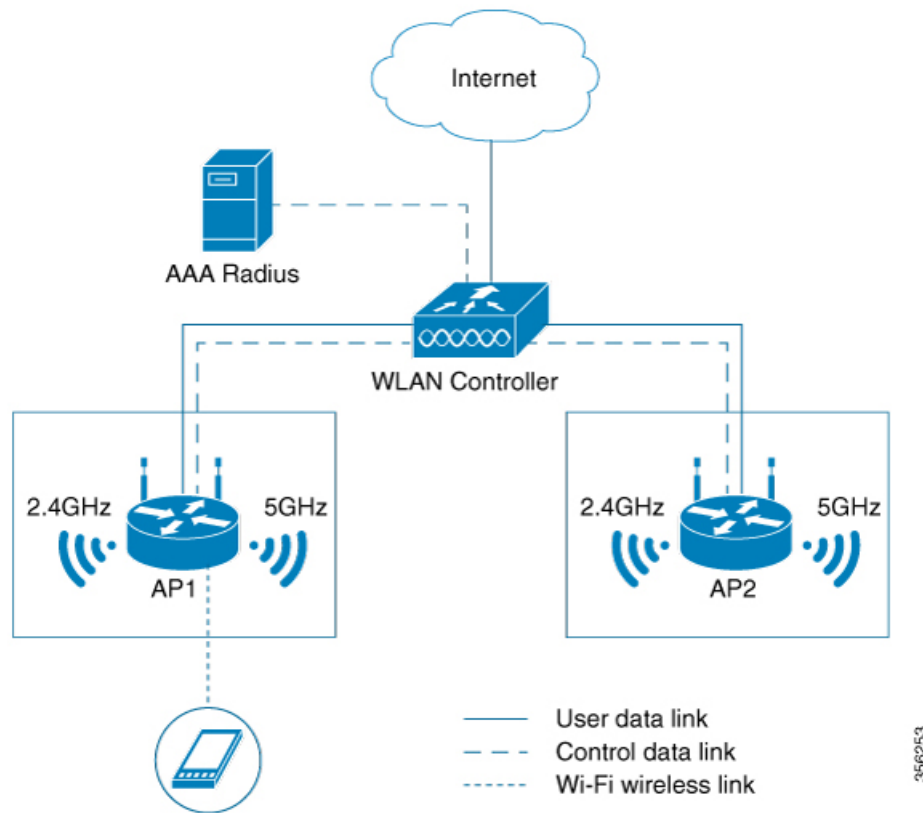 Internet
AAA Radius
WLAN Controller
2.4GHz
5GHz
AP1
2.4GHz
5GHz
AP2
User data link
Control data link
Wi-Fi wireless link
356253